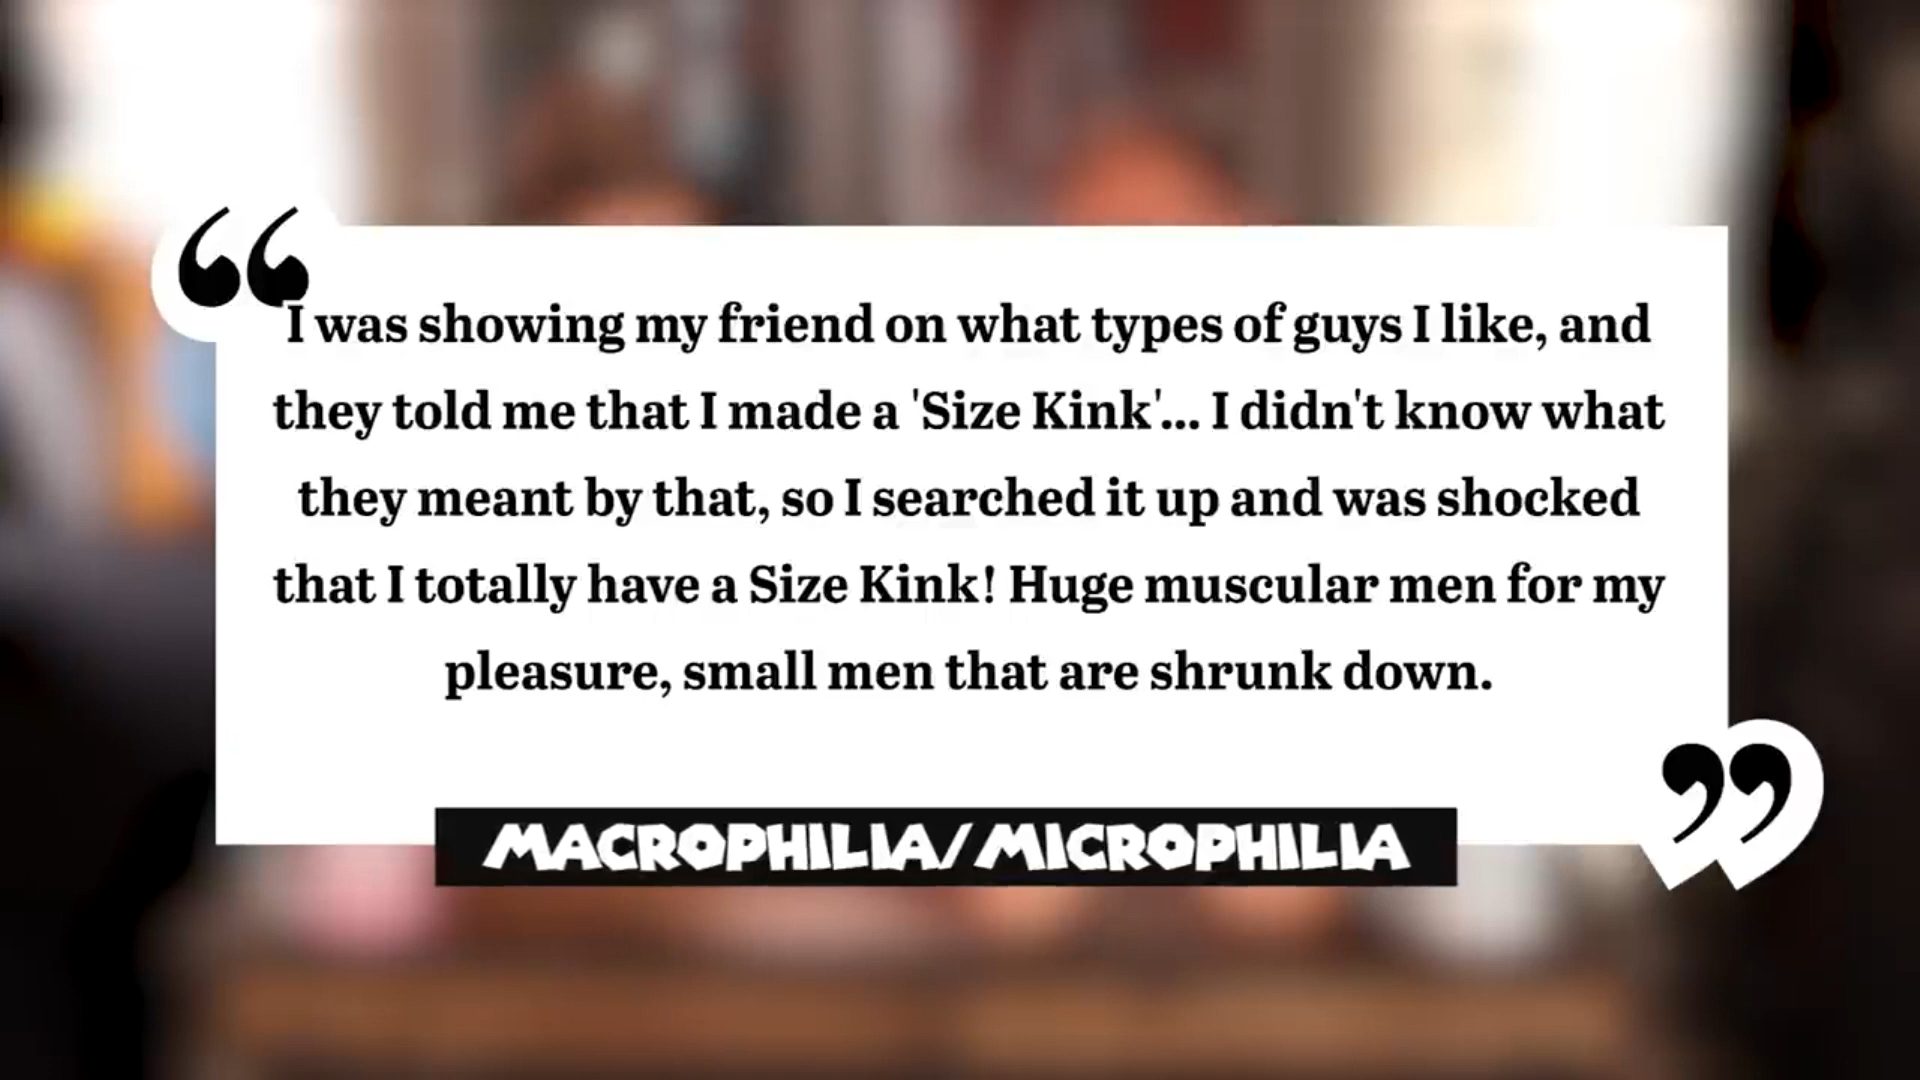 “
I was showing my friend on what types of guys I like, and
they told me that I made a 'Size Kink'... I didn't know what
they meant by that, so I searched it up and was shocked
that I totally have a Size Kink! Huge muscular men for my
pleasure, small men that are shrunk down.
”
MACROPHILIA/MICROPHILIA